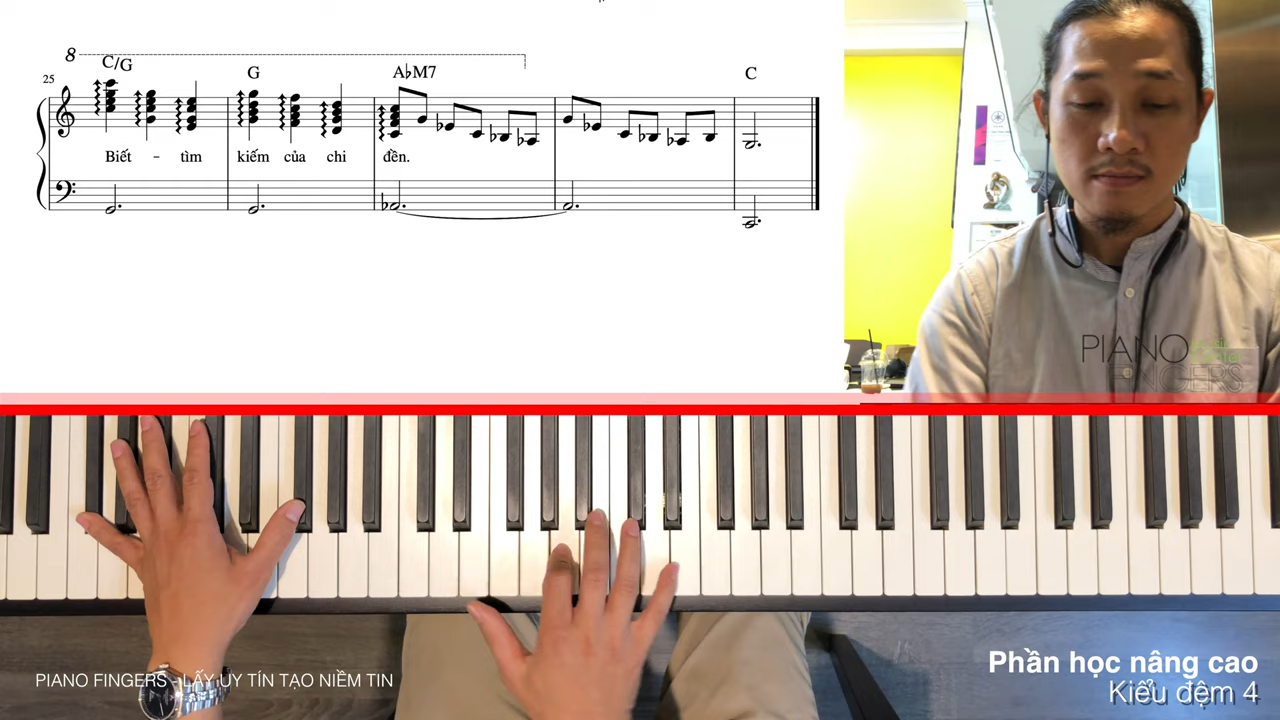 8
C/G
G
A♭M7
C
25
Biết - tìm kiếm của chi đền.
PIANO
FINGERS
PIANO FINGERS - LẤY UY TÍN TẠO NIỀM TIN
Phần học nâng cao
Kiểu đệm 4